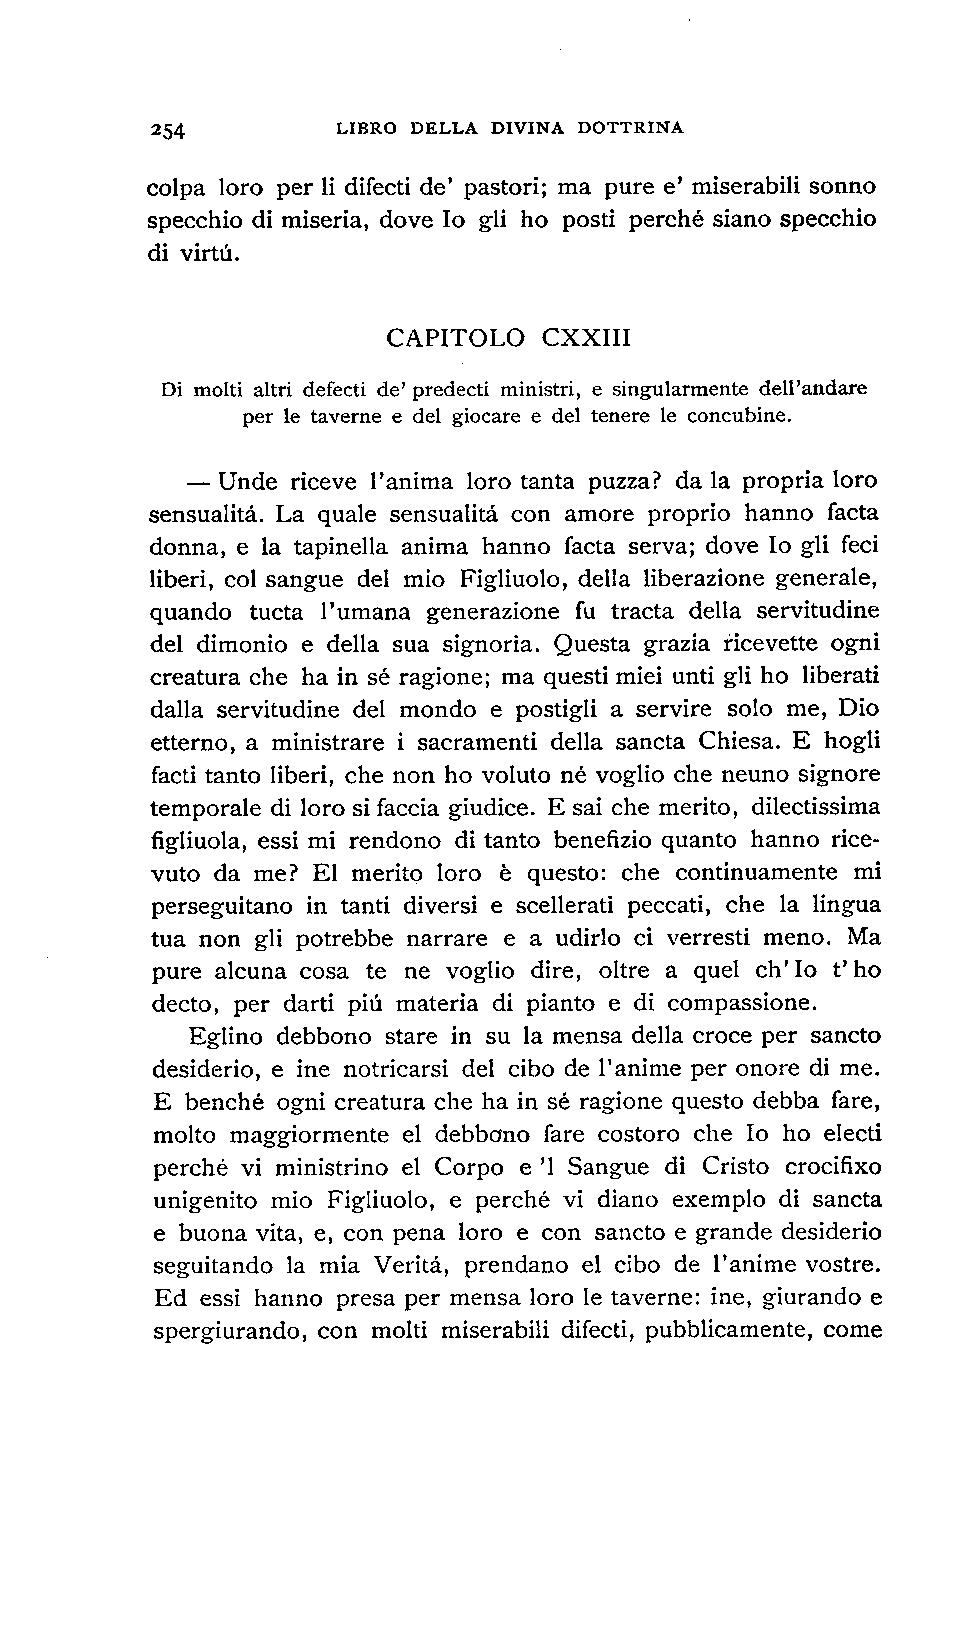 254 LIBRO DELLA DIVINA DOTTRINA
colpa loro per li difecti de' pastori; ma pure e' miserabili sonno
specchio di miseria, dove Io gli ho posti perché siano specchio
di virtú.
CAPITOLO CXXIII
Di molti altri defecti de' predecti ministri, e singularmente dell'andare
per le taverne e del giocare e del tenere le concubine.
— Unde riceve l'anima loro tanta puzza? da la propria loro
sensualitá. La quale sensualitá con amore proprio hanno facta
donna, e la tapinella anima hanno facta serva; dove Io gli feci
liberi, col sangue del mio Figliuolo, della liberazione generale,
quando tucta l'umana generazione fu tracta della servitudine
del dimonio e della sua signoria. Questa grazia ricevette ogni
creatura che ha in sé ragione; ma questi miei unti gli ho liberati
dalla servitudine del mondo e postigli a servire solo me, Dio
etterno, a ministrare i sacramenti della sancta Chiesa. E hogli
facti tanto liberi, che non ho voluto né voglio che neuno signore
temporale di loro si faccia giudice. E sai che merito, dilectissima
figliuola, essi mi rendono di tanto benefizio quanto hanno rice-
vuto da me? El merito loro è questo: che continuamente mi
perseguitano in tanti diversi e scellerati peccati, che la lingua
tua non gli potrebbe narrare e a udirlo ci verresti meno. Ma
pure alcuna cosa te ne voglio dire, oltre a quel ch'Io t'ho
decto, per darti piú materia di pianto e di compassione.
Eglino debbono stare in su la mensa della croce per sancto
desiderio, e ine notricarsi del cibo de l'anime per onore di me.
E benché ogni creatura che ha in sé ragione questo debba fare,
molto maggiormente el debbono fare costoro che Io ho electi
perché vi ministrino el Corpo e 'l Sangue di Cristo crocifixo
unigenito mio Figliuolo, e perché vi diano exemplo di sancta
e buona vita, e, con pena loro e con sancto e grande desiderio
seguitando la mia Veritá, prendano el cibo de l'anime vostre.
Ed essi hanno presa per mensa loro le taverne: ine, giurando e
spergiurando, con molti miserabili difecti, pubblicamente, come